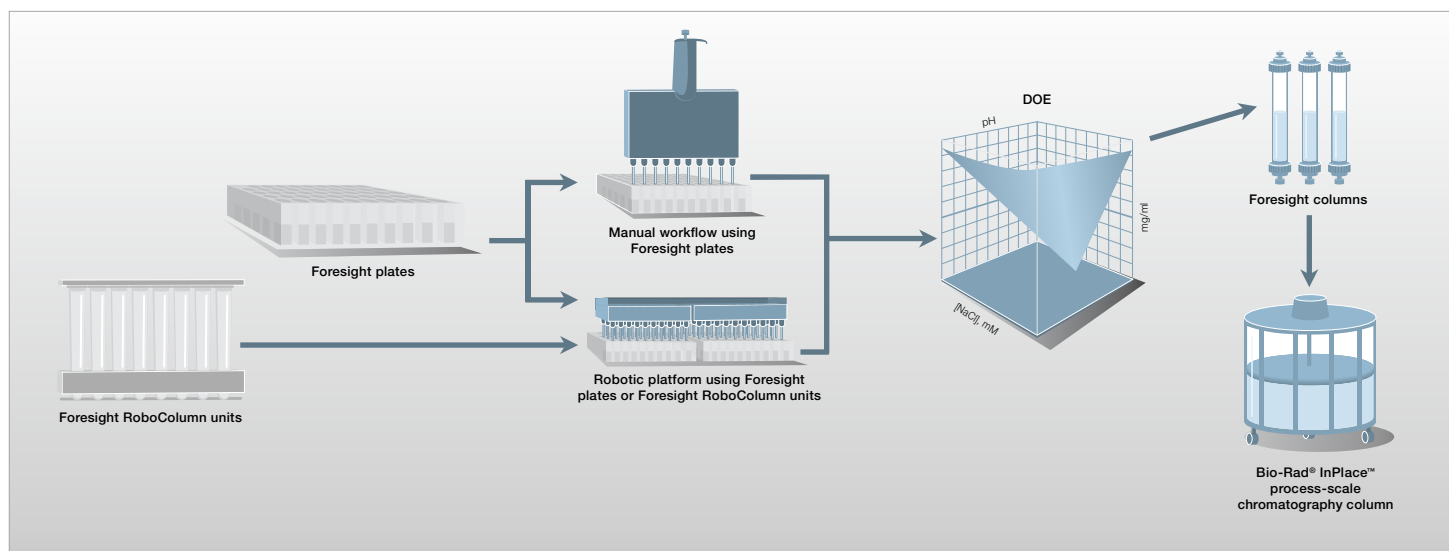 Foresight plates
Foresight RoboColumn units
Manual workflow using
Foresight plates
Robotic platform using Foresight
plates or Foresight RoboColumn units
DOE
pH
mg/ml
[NaCl], mM
Foresight columns
Bio-Rad® InPlace™
process-scale
chromatography column